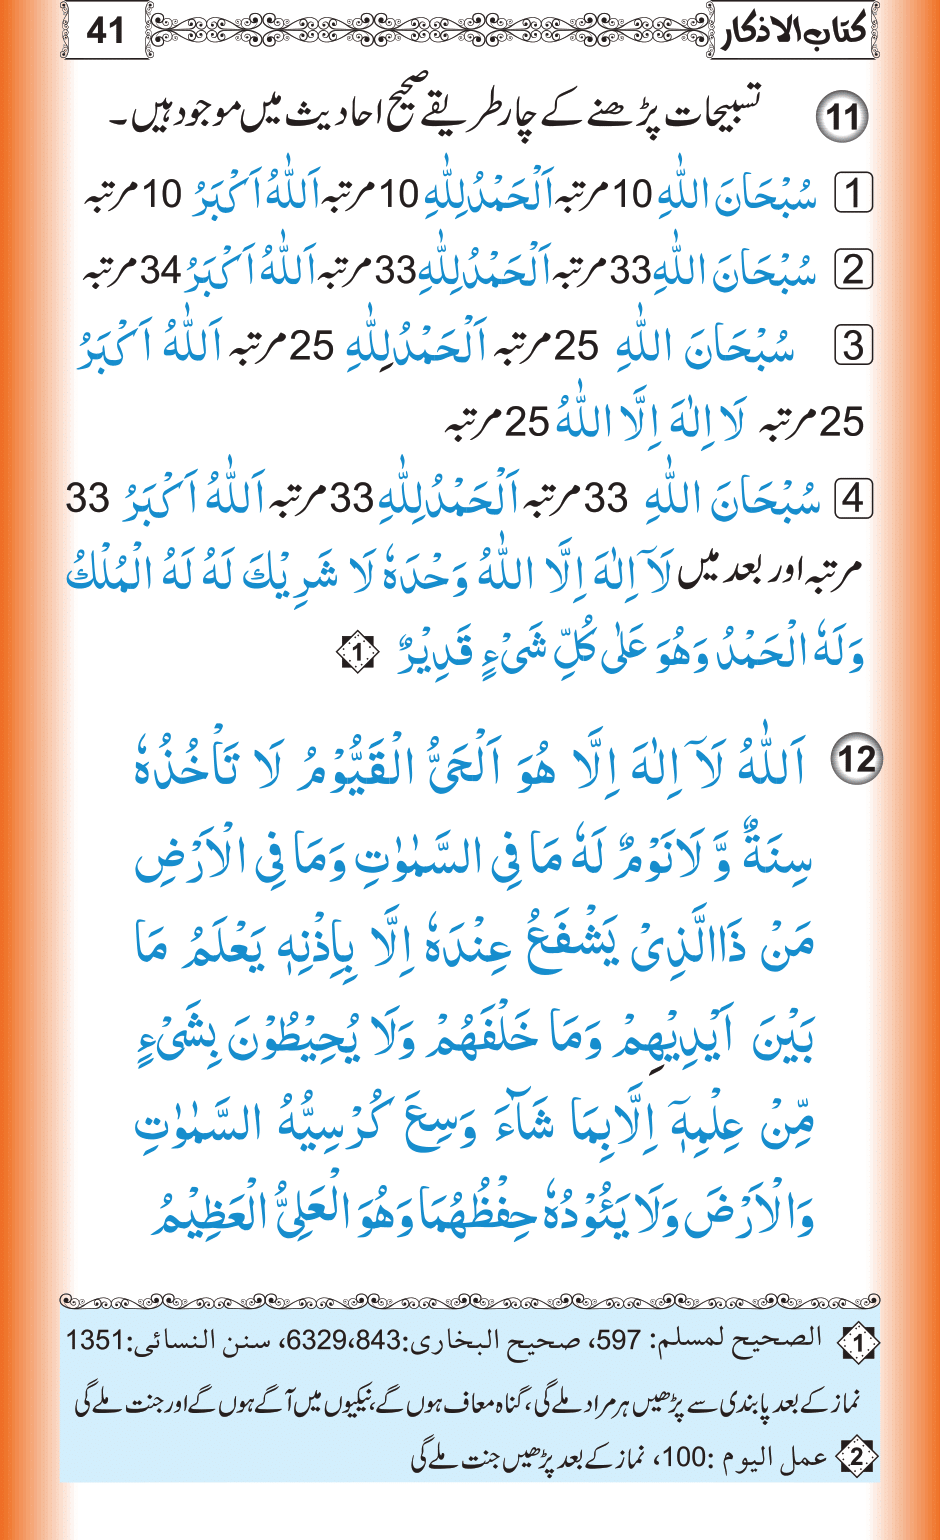 کتاب الاذکار
41
11 تسبیحات پڑھنے کے چار طریقے صحیح احادیث میں موجود ہیں۔
1 سُبْحَانَ اللّٰهِ 10 مرتبہ اَلْحَمْدُلِلّٰهِ 10 مرتبہ اَللّٰهُ اَکْبَرُ 10 مرتبہ
2 سُبْحَانَ اللّٰهِ 33 مرتبہ اَلْحَمْدُلِلّٰهِ 33 مرتبہ اَللّٰهُ اَکْبَرُ 34 مرتبہ
3 سُبْحَانَ اللّٰهِ 25 مرتبہ اَلْحَمْدُلِلّٰهِ 25 مرتبہ اَللّٰهُ اَکْبَرُ
25 مرتبہ لَا اِلٰهَ اِلَّا اللّٰهُ 25 مرتبہ
4 سُبْحَانَ اللّٰهِ 33 مرتبہ اَلْحَمْدُلِلّٰهِ 33 مرتبہ اَللّٰهُ اَکْبَرُ 33
مرتبہ اور بعد میں لَآ اِلٰهَ اِلَّا اللّٰهُ وَحْدَهٗ لَا شَرِيْكَ لَهُ لَهُ الْمُلْكُ
وَلَهٗ الْحَمْدُ وَهُوَ عَلٰى كُلِّ شَیْءٍ قَدِيْرٌ 1
12 اَللّٰهُ لَآ اِلٰهَ اِلَّا هُوَ اَلْحَیُّ الْقَيُّوْمُ لَا تَاْخُذُهٗ
سِنَةٌ وَّ لَانَوْمٌ لَهٗ مَا فِی السَّمٰوٰتِ وَمَا فِی الْاَرْضِ
مَنْ ذَاالَّذِیْ يَشْفَعُ عِنْدَهٗ اِلَّا بِاِذْنِهٖ يَعْلَمُ مَا
بَيْنَ اَيْدِيْهِمْ وَمَا خَلْفَهُمْ وَلَا يُحِيْطُوْنَ بِشَیْءٍ
مِّنْ عِلْمِهٖٓ اِلَّابِمَا شَآءَ وَسِعَ كُرْسِيُّهُ السَّمٰوٰتِ
وَالْاَرْضَ وَلَا يَئُوْدُهٗ حِفْظُهُمَا وَهُوَ الْعَلِیُّ الْعَظِيْمُ
1 الصحیح لمسلم: 597، صحیح البخاری:6329،843، سنن النسائی:1351
نماز کے بعد پابندی سے پڑھیں ہر مراد ملے گی، گناہ معاف ہوں گے، نیکیوں میں آگے ہوں گے اور جنت ملے گی
2 عمل الیوم :100، نماز کے بعد پڑھیں جنت ملے گی